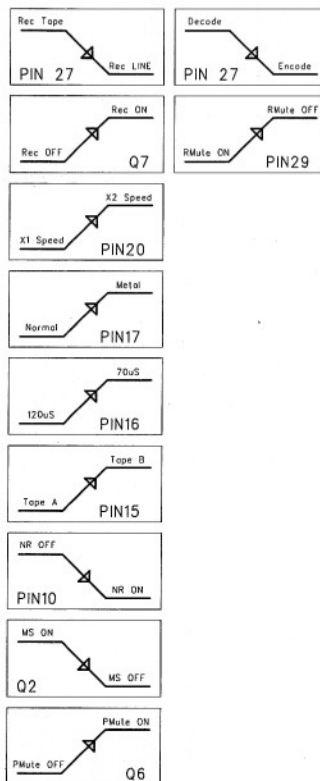 Rec Tape
Rec LINE
PIN 27
Decode
Encode
PIN 27
Rec ON
Rec OFF
Q7
RMute OFF
RMute ON
PIN29
X2 Speed
X1 Speed
PIN20
Metal
Normal
PIN17
70uS
120uS
PIN16
Tape B
Tape A
PIN15
NR OFF
NR ON
PIN10
MS ON
MS OFF
Q2
PMute ON
PMute OFF
Q6